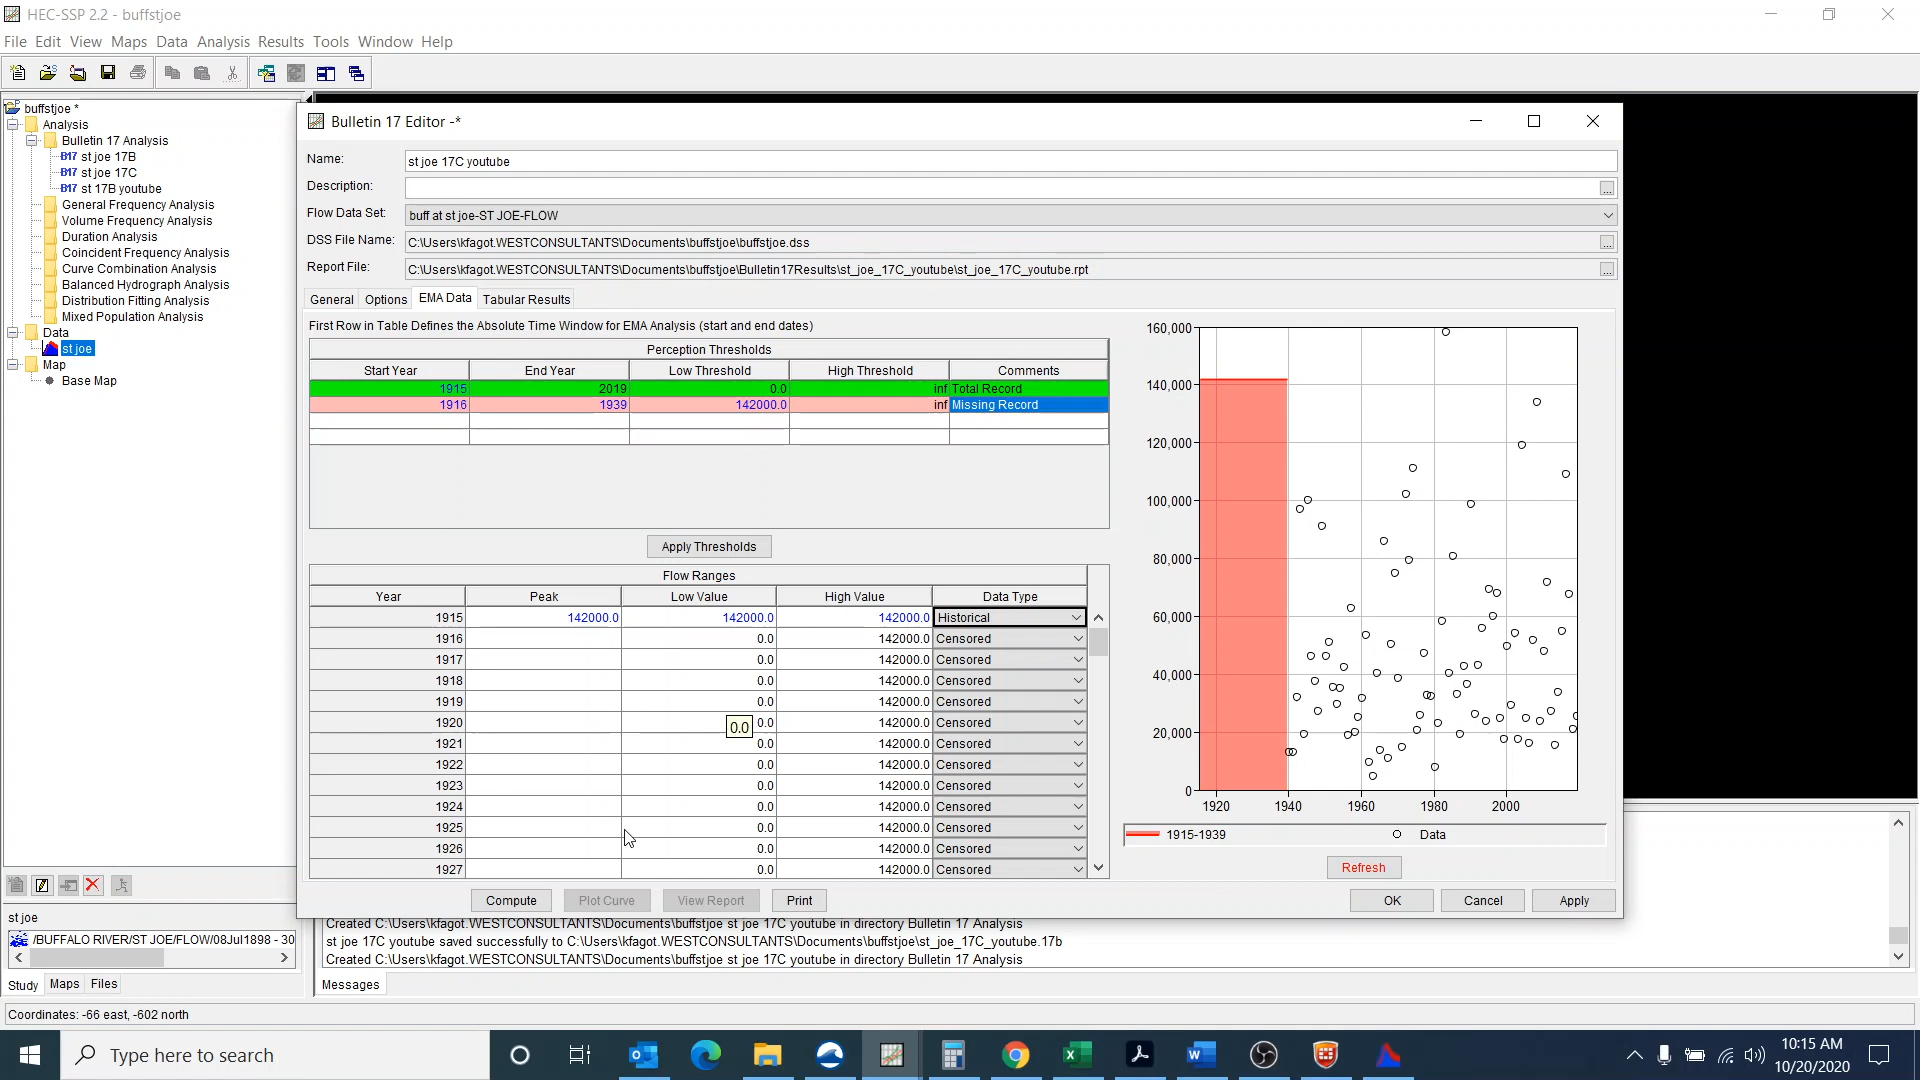 HEC-SSP 2.2 - buffstjoe
File Edit View Maps Data Analysis Results Tools Window Help
buffstjoe *
Analysis
Bulletin 17 Analysis
B17 st joe 17B
B17 st joe 17C
B17 st 17B youtube
General Frequency Analysis
Volume Frequency Analysis
Duration Analysis
Coincident Frequency Analysis
Curve Combination Analysis
Balanced Hydrograph Analysis
Distribution Fitting Analysis
Mixed Population Analysis
Data
st joe
Map
Base Map
st joe
/BUFFALO RIVER/ST JOE/FLOW/08Jul1898 - 30
Study Maps Files
Bulletin 17 Editor -*
Name: st joe 17C youtube
Description:
...
Flow Data Set: buff at st joe-ST JOE-FLOW
DSS File Name: C:\Users\kfagot.WESTCONSULTANTS\Documents\buffstjoe\buffstjoe.dss ...
Report File: C:\Users\kfagot.WESTCONSULTANTS\Documents\buffstjoe\Bulletin17Results\st_joe_17C_youtube\st_joe_17C_youtube.rpt ...
General Options EMA Data Tabular Results
First Row in Table Defines the Absolute Time Window for EMA Analysis (start and end dates)
Perception Thresholds
Start Year End Year Low Threshold High Threshold Comments
1915 2019 0.0 inf Total Record
1916 1939 142000.0 inf Missing Record
Apply Thresholds
Flow Ranges
Year Peak Low Value High Value Data Type
1915 142000.0 142000.0 142000.0 Historical
1916 0.0 142000.0 Censored
1917 0.0 142000.0 Censored
1918 0.0 142000.0 Censored
1919 0.0 142000.0 Censored
1920 0.0 142000.0 Censored
0.0
1921 0.0 142000.0 Censored
1922 0.0 142000.0 Censored
1923 0.0 142000.0 Censored
1924 0.0 142000.0 Censored
1925 0.0 142000.0 Censored
1926 0.0 142000.0 Censored
1927 0.0 142000.0 Censored
160,000
140,000
120,000
100,000
80,000
60,000
40,000
20,000
0
1920 1940 1960 1980 2000
1915-1939 Data
Refresh
Compute Plot Curve View Report Print OK Cancel Apply
Created C:\Users\kfagot.WESTCONSULTANTS\Documents\buffstjoe st joe 17C youtube in directory Bulletin 17 Analysis
st joe 17C youtube saved successfully to C:\Users\kfagot.WESTCONSULTANTS\Documents\buffstjoe\st_joe_17C_youtube.17b
Created C:\Users\kfagot.WESTCONSULTANTS\Documents\buffstjoe st joe 17C youtube in directory Bulletin 17 Analysis
Messages
Coordinates: -66 east, -602 north
Type here to search
10:15 AM
10/20/2020